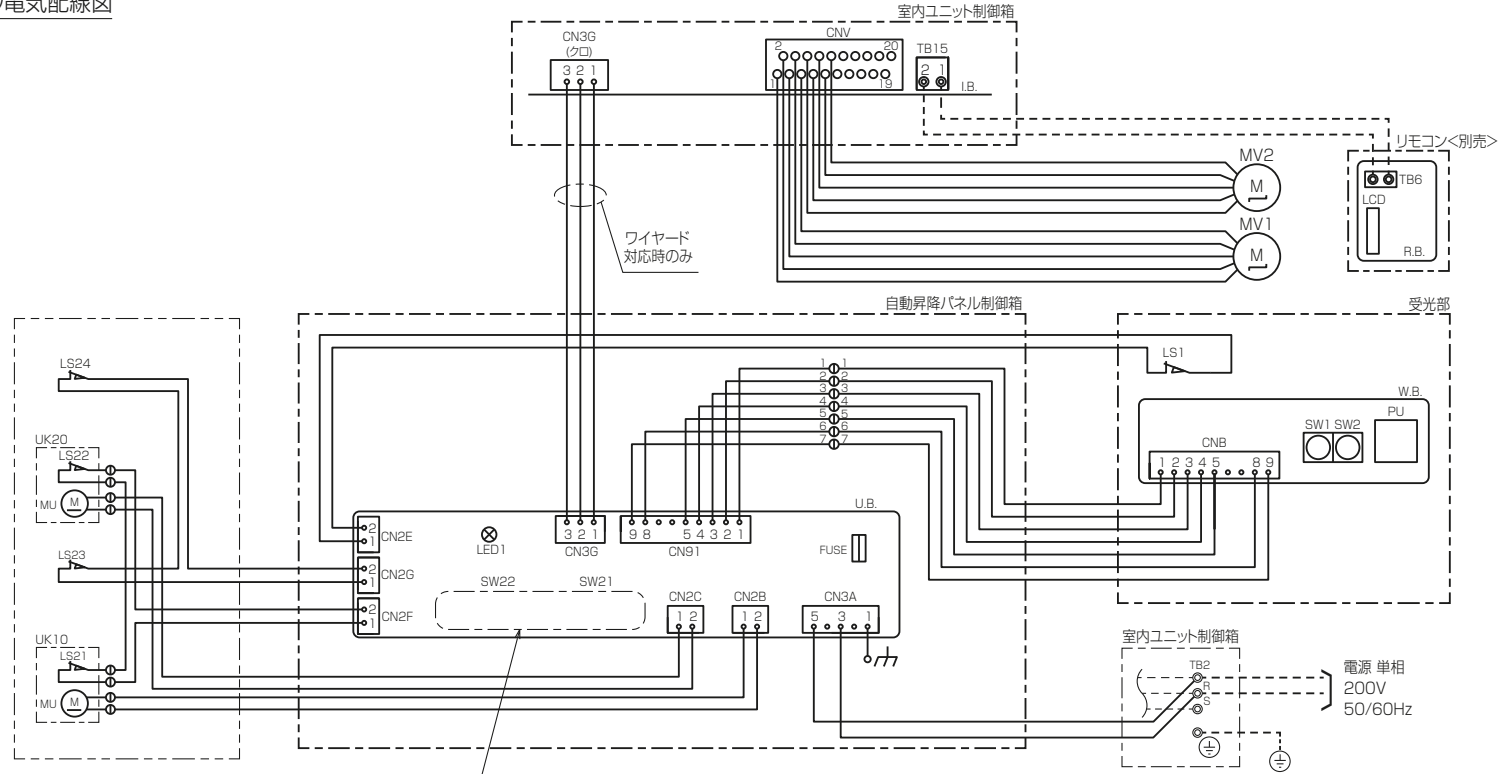 電気配線図
室内ユニット制御箱
CN3G
(クロ)
3 2 1
CNV
2 20
1 19
TB15
2 1
I.B.
リモコン<別売>
TB6
LCD
R.B.
MV2
M
MV1
M
ワイヤード
対応時のみ
自動昇降パネル制御箱
受光部
LS24
LS1
1 1
2 2
3 3
4 4
5 5
6 6
7 7
W.B.
PU
SW1 SW2
CNB
1 2 3 4 5 8 9
UK20
LS22
MU M
LS23
UK10
LS21
MU M
U.B.
2
1
CN2E
2
1
CN2G
2
1
CN2F
LED1
3 2 1
CN3G
9 8 5 4 3 2 1
CN91
FUSE
SW22 SW21
CN2C
1 2
CN2B
1 2
CN3A
5 3 1
室内ユニット制御箱
TB2
R
S
電源 単相
200V
50/60Hz